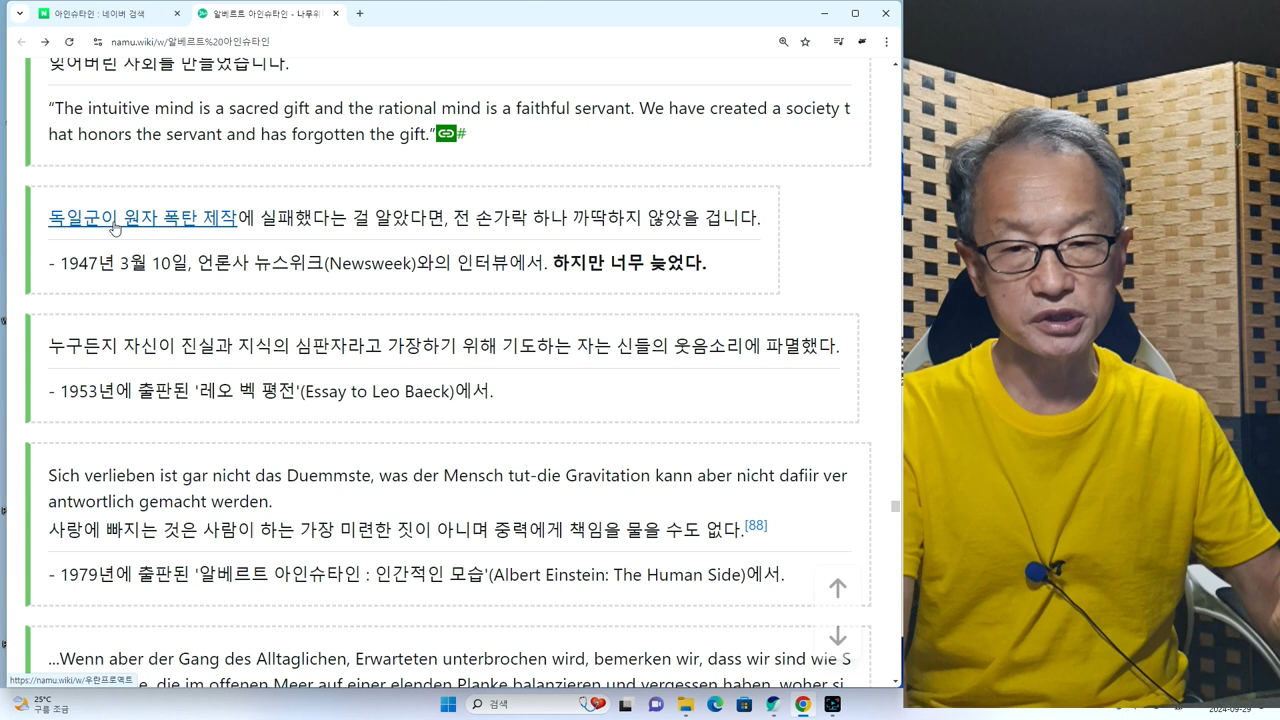 아인슈타인 : 네이버 검색
알베르트 아인슈타인 - 나무위
namu.wiki/w/알베르트%20아인슈타인
잊어버린 사회를 만들었습니다.
“The intuitive mind is a sacred gift and the rational mind is a faithful servant. We have created a society t
hat honors the servant and has forgotten the gift.”#
독일군이 원자 폭탄 제작에 실패했다는 걸 알았다면, 전 손가락 하나 까딱하지 않았을 겁니다.
- 1947년 3월 10일, 언론사 뉴스위크(Newsweek)와의 인터뷰에서. 하지만 너무 늦었다.
누구든지 자신이 진실과 지식의 심판자라고 가장하기 위해 기도하는 자는 신들의 웃음소리에 파멸했다.
- 1953년에 출판된 '레오 벡 평전'(Essay to Leo Baeck)에서.
Sich verlieben ist gar nicht das Duemmste, was der Mensch tut-die Gravitation kann aber nicht dafiir ver
antwortlich gemacht werden.
사랑에 빠지는 것은 사람이 하는 가장 미련한 짓이 아니며 중력에게 책임을 물을 수도 없다.[88]
- 1979년에 출판된 '알베르트 아인슈타인 : 인간적인 모습'(Albert Einstein: The Human Side)에서.
...Wenn aber der Gang des Alltaglichen, Erwarteten unterbrochen wird, bemerken wir, dass wir sind wie S
die im offenen Meer auf einer elenden Planke balanzieren und vergessen haben, woher si
https://namu.wiki/w/우란프로젝트
25°C
구름 조금
검색
2024-09-29